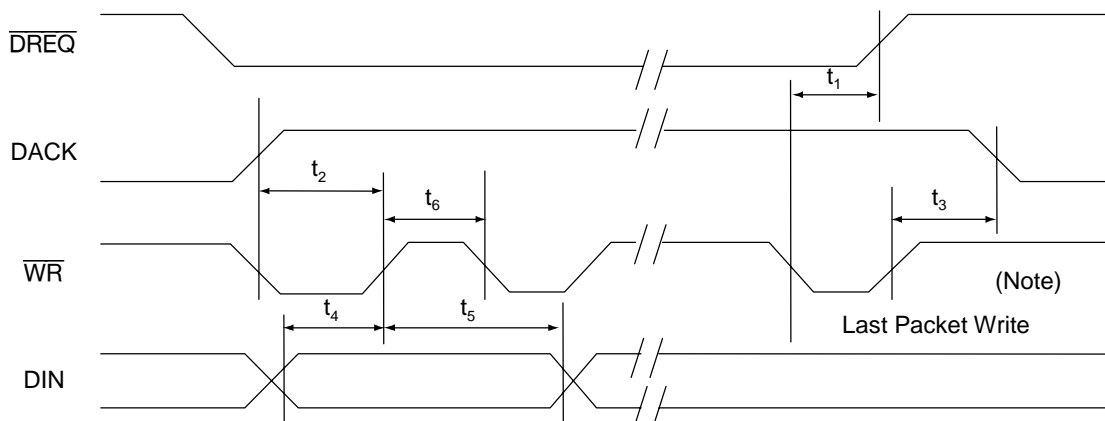 DREQ
t1
DACK
t2
t6
t3
WR
(Note)
t4
t5
Last Packet Write
DIN